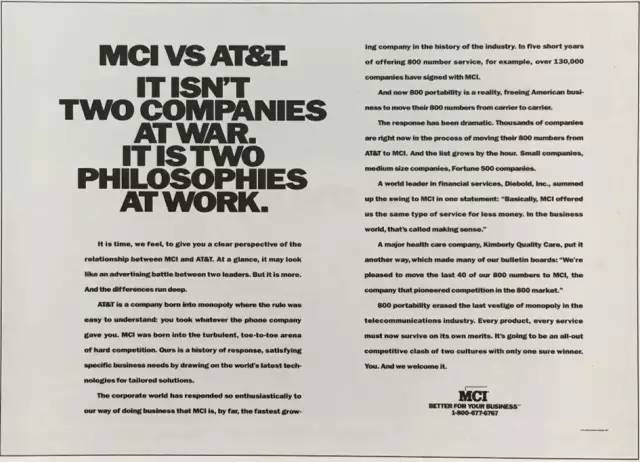 MCI VS AT&T.
IT ISN'T
TWO COMPANIES
AT WAR.
IT IS TWO
PHILOSOPHIES
AT WORK.
It is time, we feel, to give you a clear perspective of the
relationship between MCI and AT&T. At a glance, it may look
like an advertising battle between two leaders. But it is more.
And the differences run deep.
AT&T is a company born into monopoly where the rule was
easy to understand: you took whatever the phone company
gave you. MCI was born into the turbulent, toe-to-toe arena
of hard competition. Ours is a history of response, satisfying
specific business needs by drawing on the world's latest tech-
nologies for tailored solutions.
The corporate world has responded so enthusiastically to
our way of doing business that MCI is, by far, the fastest grow-
ing company in the history of the industry. In five short years
of offering 800 number service, for example, over 130,000
companies have signed with MCI.
And now 800 portability is a reality, freeing American busi-
ness to move their 800 numbers from carrier to carrier.
The response has been dramatic. Thousands of companies
are right now in the process of moving their 800 numbers from
AT&T to MCI. And the list grows by the hour. Small companies,
medium size companies, Fortune 500 companies.
A world leader in financial services, Diebold, Inc., summed
up the swing to MCI in one statement: "Basically, MCI offered
us the same type of service for less money. In the business
world, that's called making sense."
A major health care company, Kimberly Quality Care, put it
another way, which made many of our bulletin boards: "We're
pleased to move the last 40 of our 800 numbers to MCI, the
company that pioneered competition in the 800 market."
800 portability erased the last vestige of monopoly in the
telecommunications industry. Every product, every service
must now survive on its own merits. It's going to be an all-out
competitive clash of two cultures with only one sure winner.
You. And we welcome it.
MCI
BETTER FOR YOUR BUSINESS™
1-800-677-6767